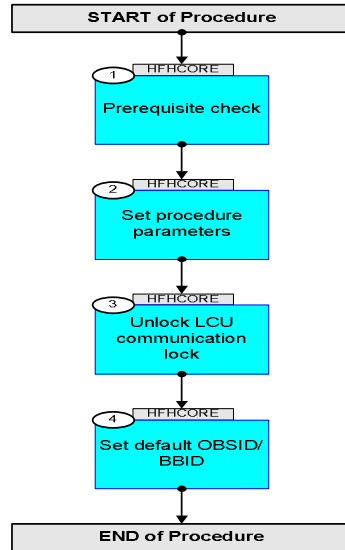 START of Procedure
HFHCORE
1
Prerequisite check
HFHCORE
2
Set procedure
parameters
HFHCORE
3
Unlock LCU
communication
lock
HFHCORE
4
Set default OBSID/
BBID
END of Procedure